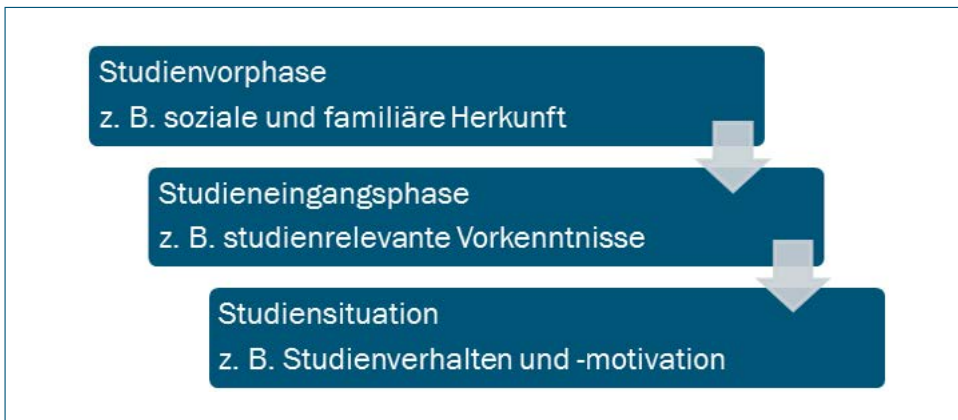 Studienvorphase
z. B. soziale und familiäre Herkunft
Studieneingangsphase
z. B. studienrelevante Vorkenntnisse
Studiensituation
z. B. Studienverhalten und -motivation